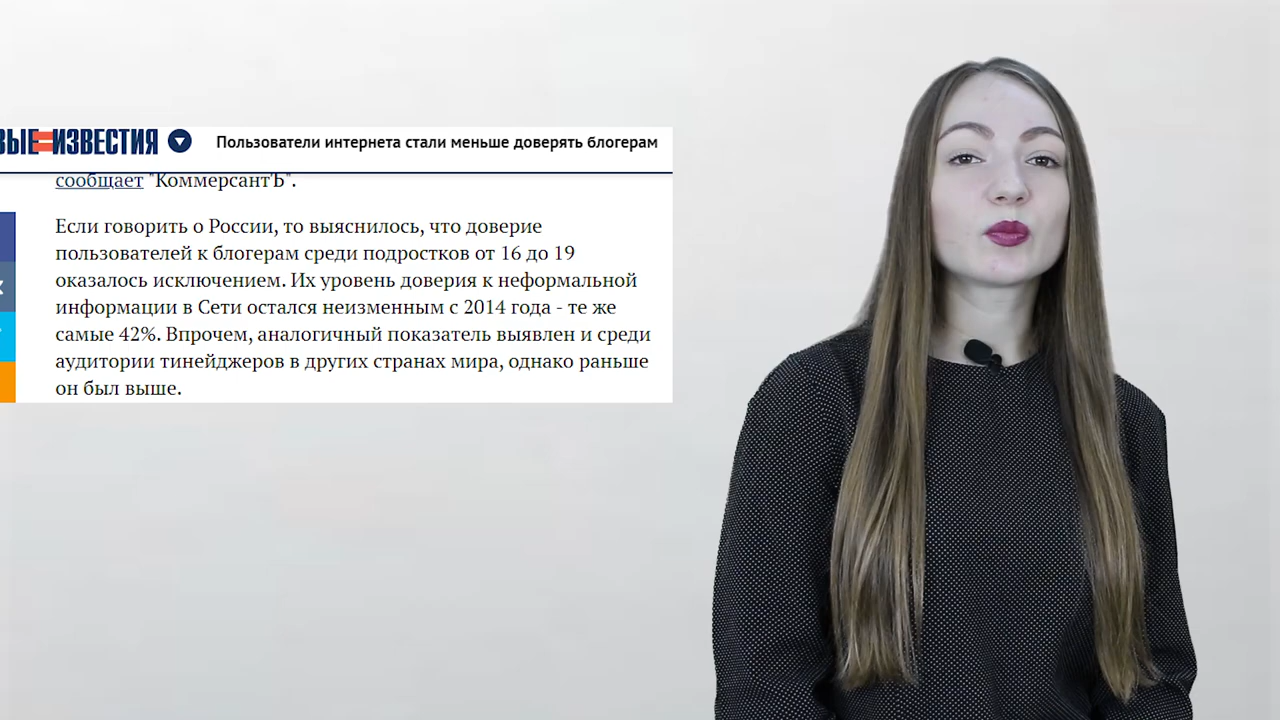 ВЫЕ ИЗВЕСТИЯ
Пользователи интернета стали меньше доверять блогерам
сообщает "КоммерсантЪ".
Если говорить о России, то выяснилось, что доверие
пользователей к блогерам среди подростков от 16 до 19
оказалось исключением. Их уровень доверия к неформальной
информации в Сети остался неизменным с 2014 года - те же
самые 42%. Впрочем, аналогичный показатель выявлен и среди
аудитории тинейджеров в других странах мира, однако раньше
он был выше.